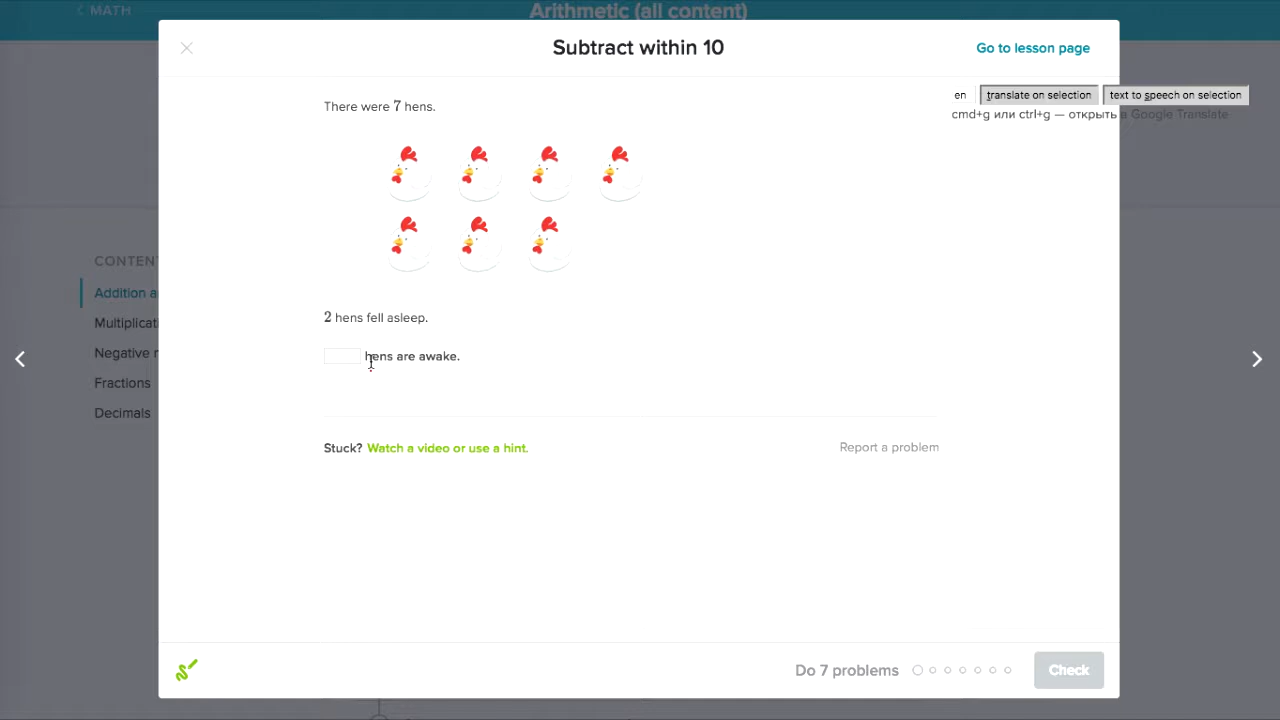 MATH
Arithmetic (all content)
Subtract within 10
Go to lesson page
There were 7 hens.
en translate on selection text to speech on selection
cmd+g или ctrl+g — открыть в Google Translate
2 hens fell asleep.
hens are awake.
CONTEN
Addition a
Multiplicati
Negative n
Fractions
Decimals
Stuck? Watch a video or use a hint.
Report a problem
Do 7 problems
Check